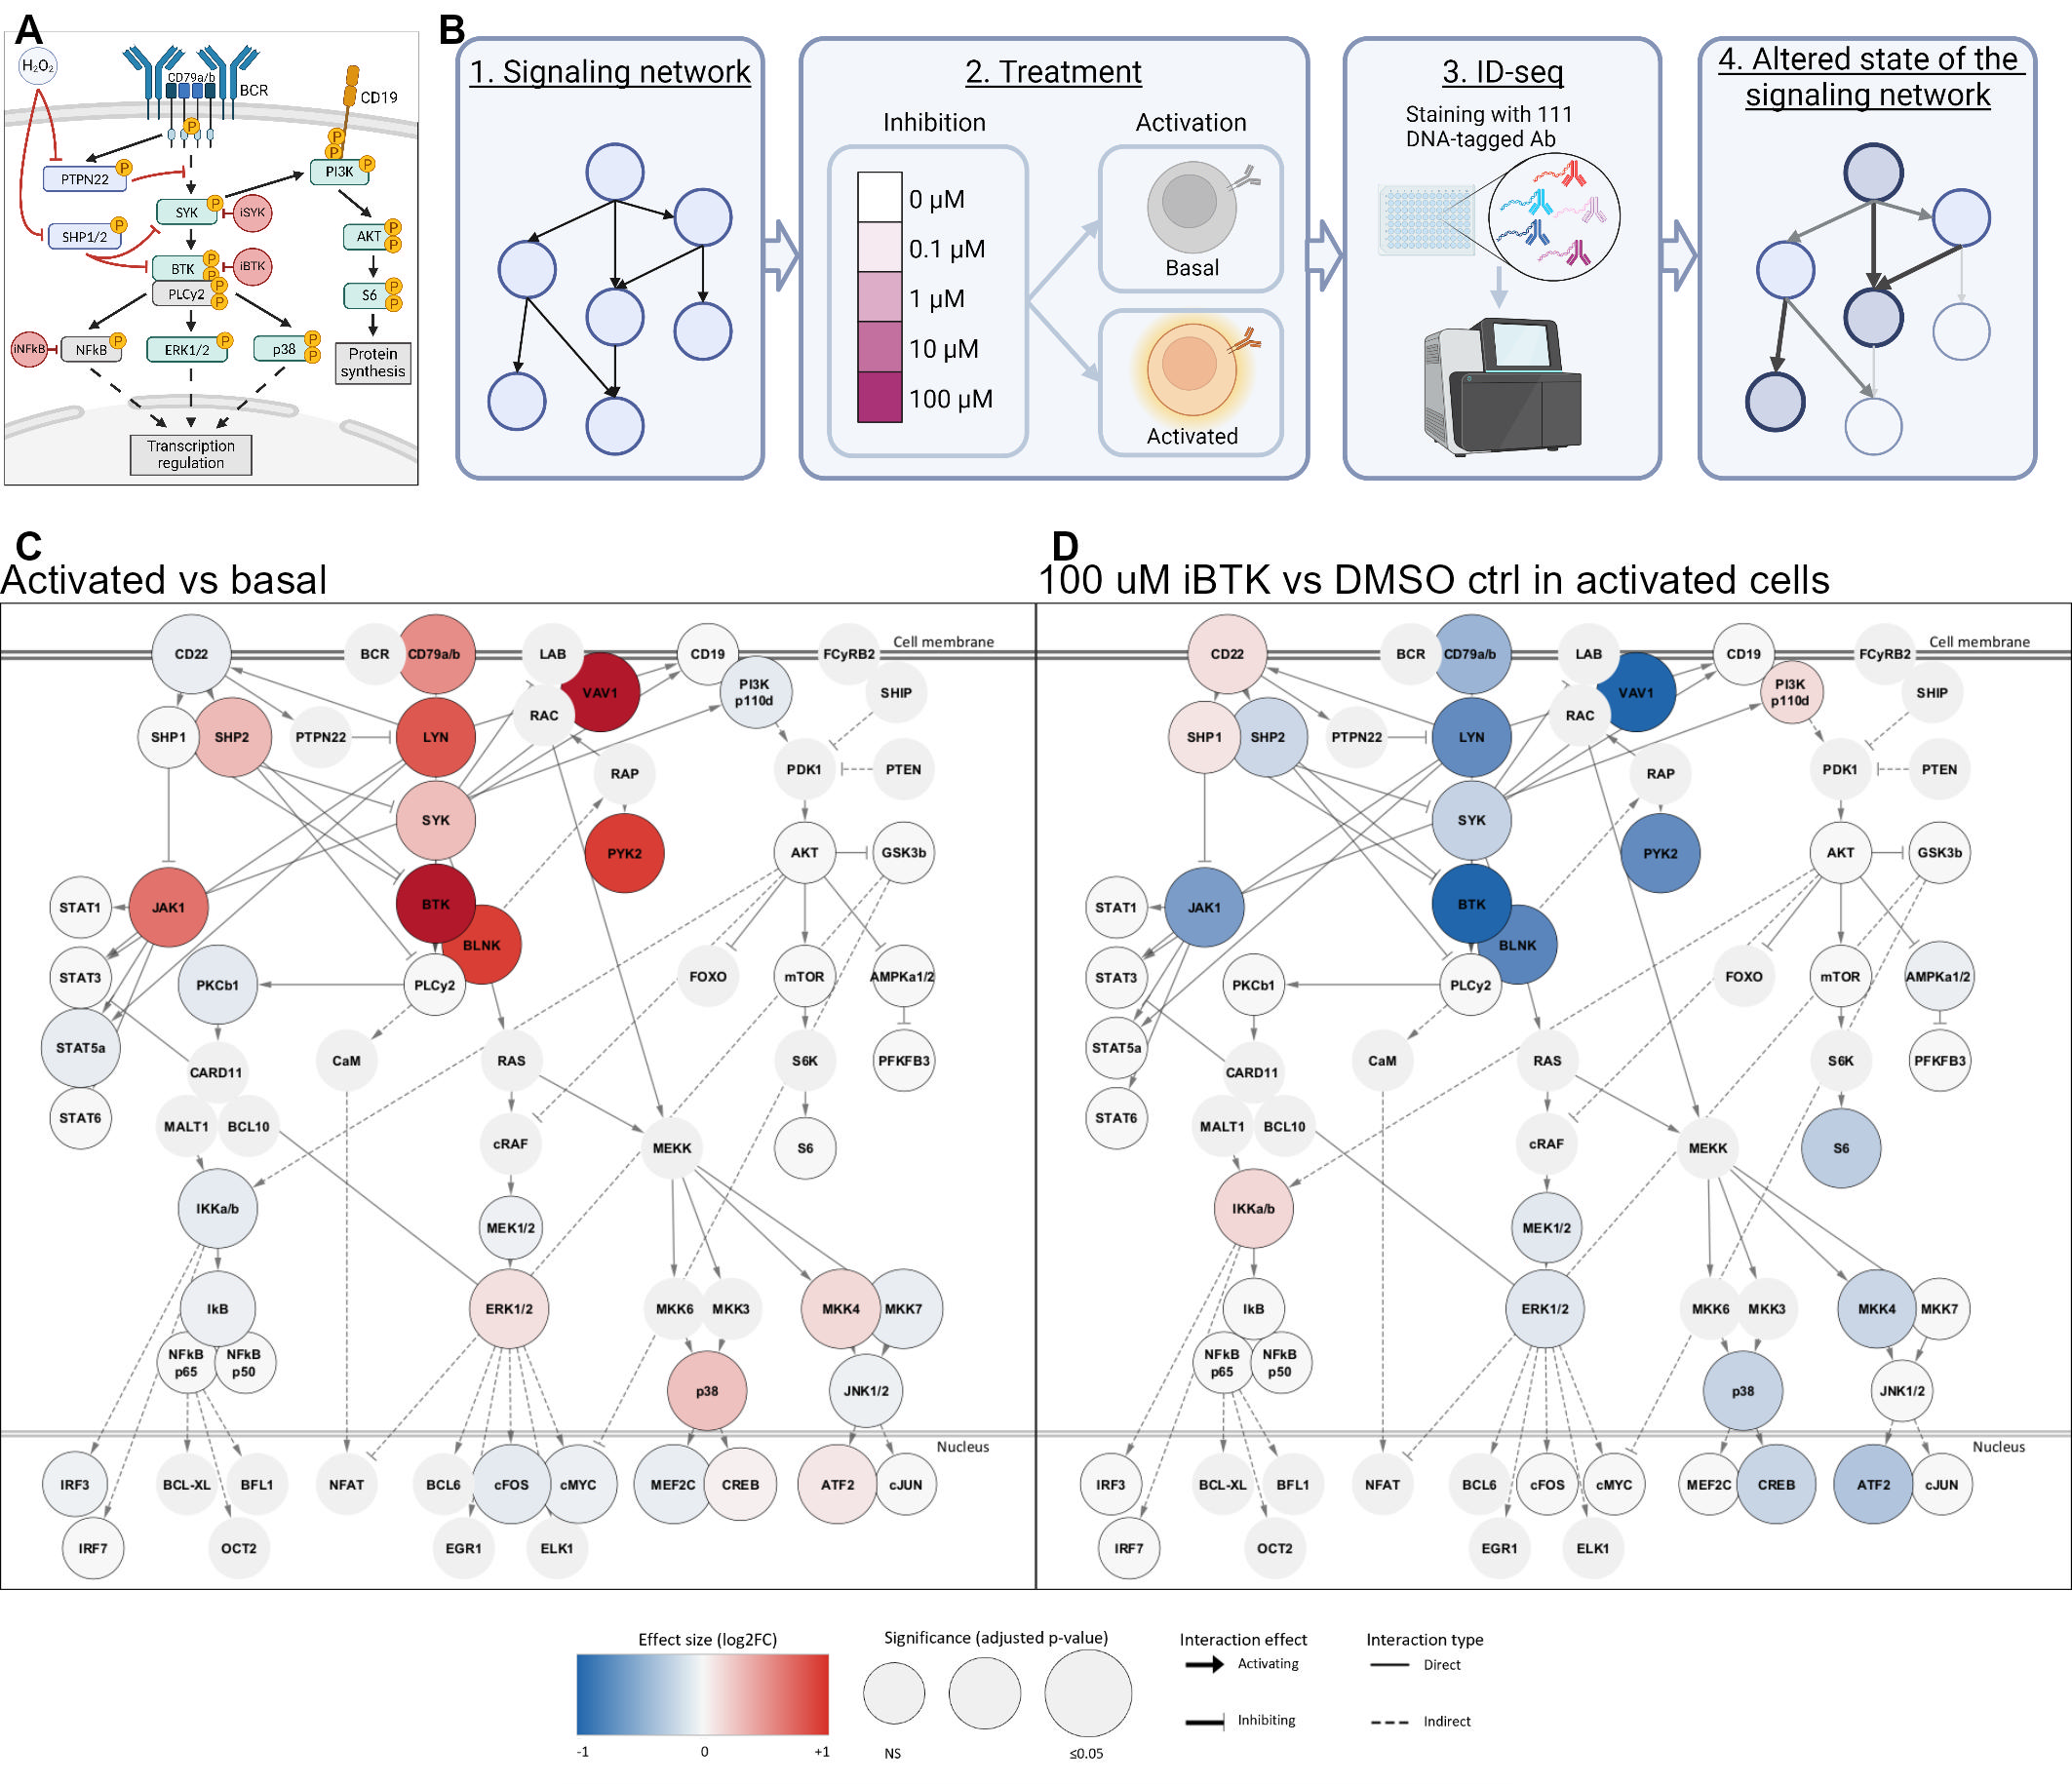 A
H₂O₂
CD79a/b
BCR
CD19
P
P
P
PTPN22
P
PI3K
P
SYK
P
iSYK
SHP1/2
P
AKT
P
P
BTK
P
P
iBTK
PLCy2
P
P
S6
P
P
iNFkB
NFkB
P
ERK1/2
P
p38
P
P
Protein
synthesis
Transcription
regulation
B
1. Signaling network
2. Treatment
Inhibition
Activation
0 µM
0.1 µM
1 µM
10 µM
100 µM
Basal
Activated
3. ID-seq
Staining with 111
DNA-tagged Ab
4. Altered state of the
signaling network
C
Activated vs basal
Cell membrane
CD22
BCR
CD79a/b
LAB
VAV1
CD19
PI3K
p110d
FCyRB2
SHIP
SHP1
SHP2
PTPN22
LYN
RAC
RAP
PDK1
PTEN
SYK
PYK2
AKT
GSK3b
STAT1
JAK1
BTK
BLNK
STAT3
PKCb1
PLCy2
FOXO
mTOR
AMPKa1/2
STAT5a
CARD11
CaM
RAS
S6K
PFKFB3
STAT6
MALT1
BCL10
cRAF
MEKK
S6
IKKa/b
MEK1/2
IkB
ERK1/2
MKK6
MKK3
MKK4
MKK7
NFkB
p65
NFkB
p50
p38
JNK1/2
Nucleus
IRF3
BCL-XL
BFL1
NFAT
BCL6
cFOS
cMYC
MEF2C
CREB
ATF2
cJUN
IRF7
OCT2
EGR1
ELK1
D
100 uM iBTK vs DMSO ctrl in activated cells
Cell membrane
CD22
BCR
CD79a/b
LAB
VAV1
CD19
PI3K
p110d
FCyRB2
SHIP
SHP1
SHP2
PTPN22
LYN
RAC
RAP
PDK1
PTEN
SYK
PYK2
AKT
GSK3b
STAT1
JAK1
BTK
BLNK
STAT3
PKCb1
PLCy2
FOXO
mTOR
AMPKa1/2
STAT5a
CARD11
CaM
RAS
S6K
PFKFB3
STAT6
MALT1
BCL10
cRAF
MEKK
S6
IKKa/b
MEK1/2
IkB
ERK1/2
MKK6
MKK3
MKK4
MKK7
NFkB
p65
NFkB
p50
p38
JNK1/2
Nucleus
IRF3
BCL-XL
BFL1
NFAT
BCL6
cFOS
cMYC
MEF2C
CREB
ATF2
cJUN
IRF7
OCT2
EGR1
ELK1
Effect size (log2FC)
-1
0
+1
Significance (adjusted p-value)
NS
≤0.05
Interaction effect
Activating
Inhibiting
Interaction type
Direct
Indirect